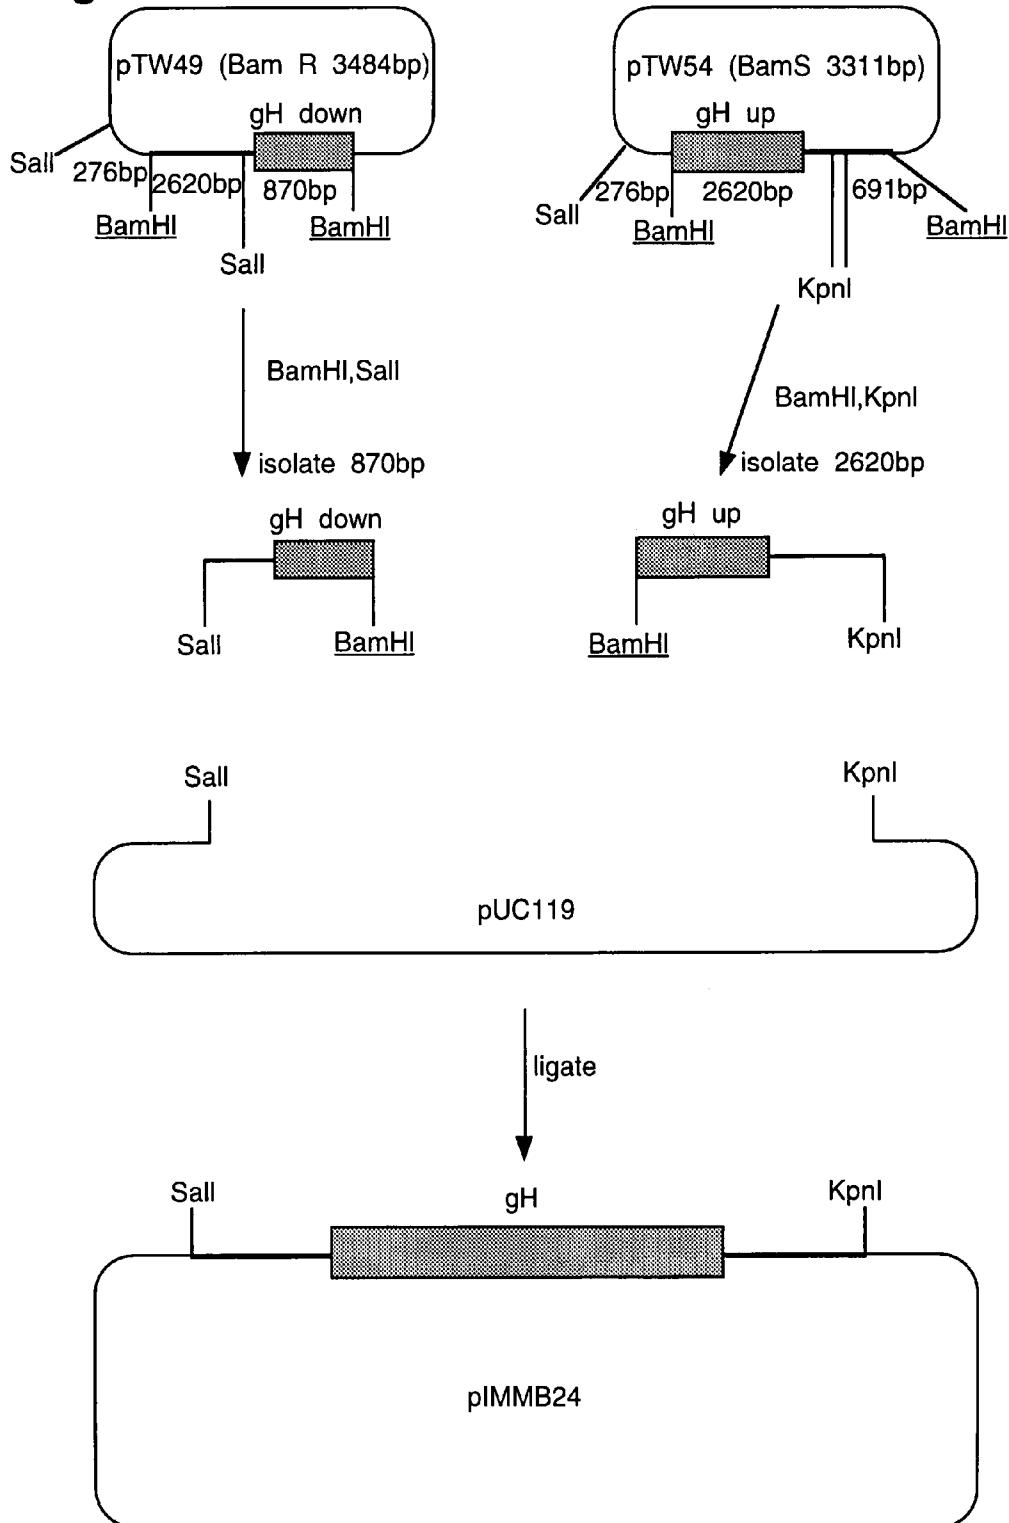 pTW49 (Bam R 3484bp)
gH down
SalI 276bp 2620bp 870bp
BamHI BamHI
SalI
pTW54 (BamS 3311bp)
gH up
SalI 276bp 2620bp 691bp
BamHI BamHI
KpnI
BamHI,SalI
BamHI,KpnI
isolate 870bp
isolate 2620bp
gH down
gH up
SalI BamHI
BamHI KpnI
SalI KpnI
pUC119
ligate
SalI gH KpnI
pIMMB24